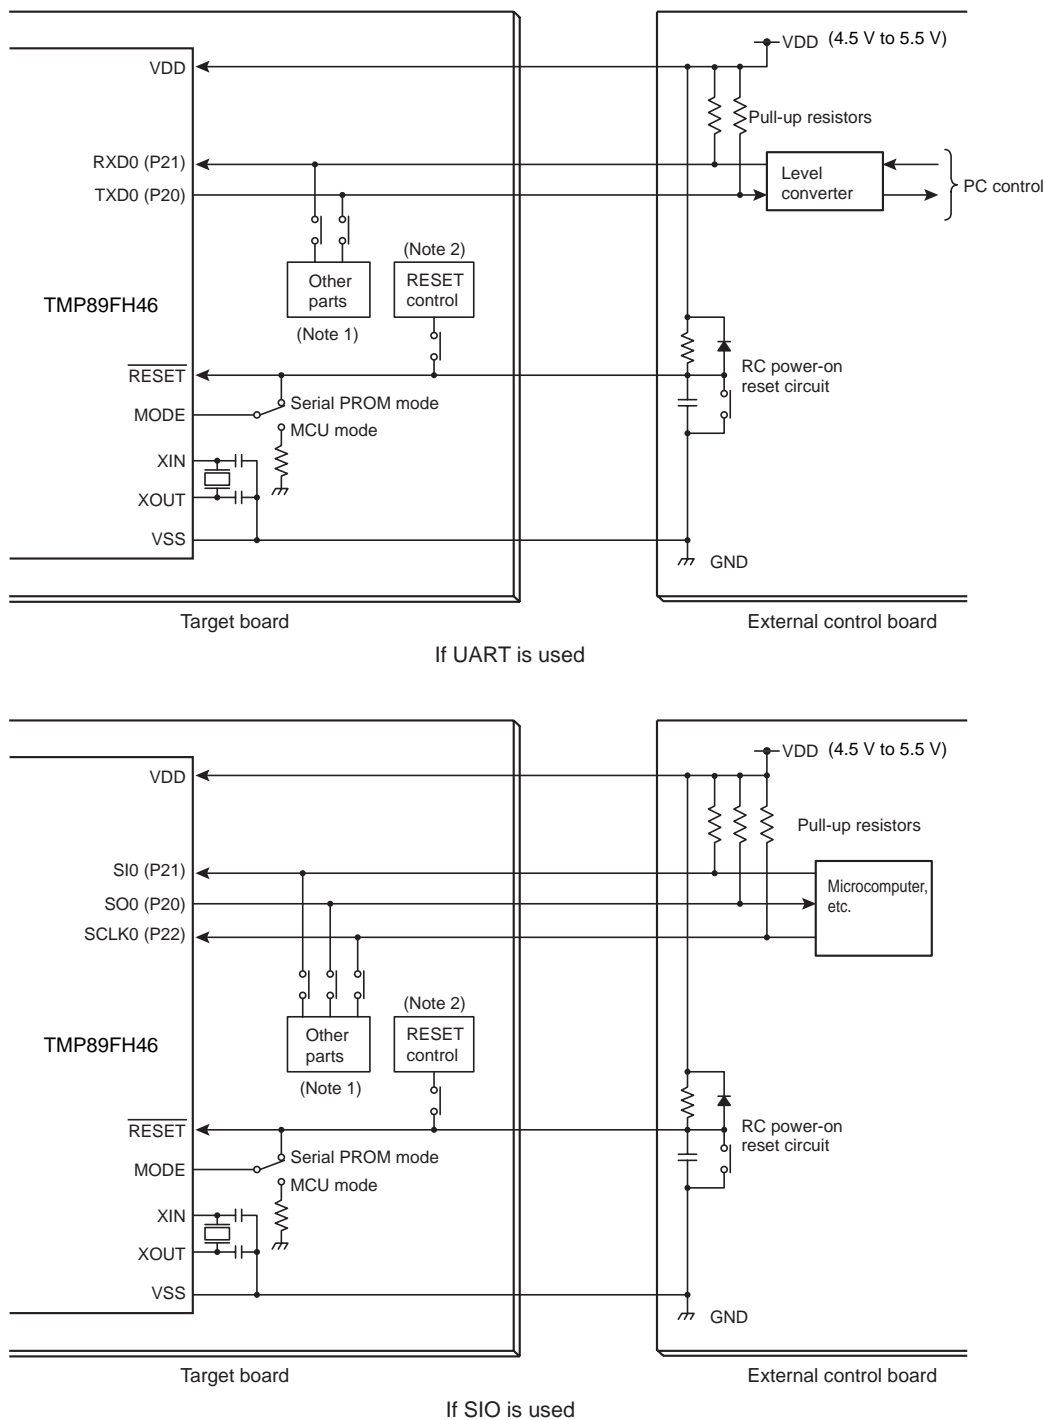 VDD (4.5 V to 5.5 V)
VDD
Pull-up resistors
RXD0 (P21)
TXD0 (P20)
Level
converter
PC control
(Note 2)
Other
parts
RESET
control
TMP89FH46
(Note 1)
RESET
RC power-on
reset circuit
MODE
Serial PROM mode
MCU mode
XIN
XOUT
VSS
GND
Target board
External control board
If UART is used
VDD (4.5 V to 5.5 V)
VDD
Pull-up resistors
SI0 (P21)
SO0 (P20)
SCLK0 (P22)
Microcomputer,
etc.
(Note 2)
Other
parts
RESET
control
TMP89FH46
(Note 1)
RESET
RC power-on
reset circuit
MODE
Serial PROM mode
MCU mode
XIN
XOUT
VSS
GND
Target board
External control board
If SIO is used